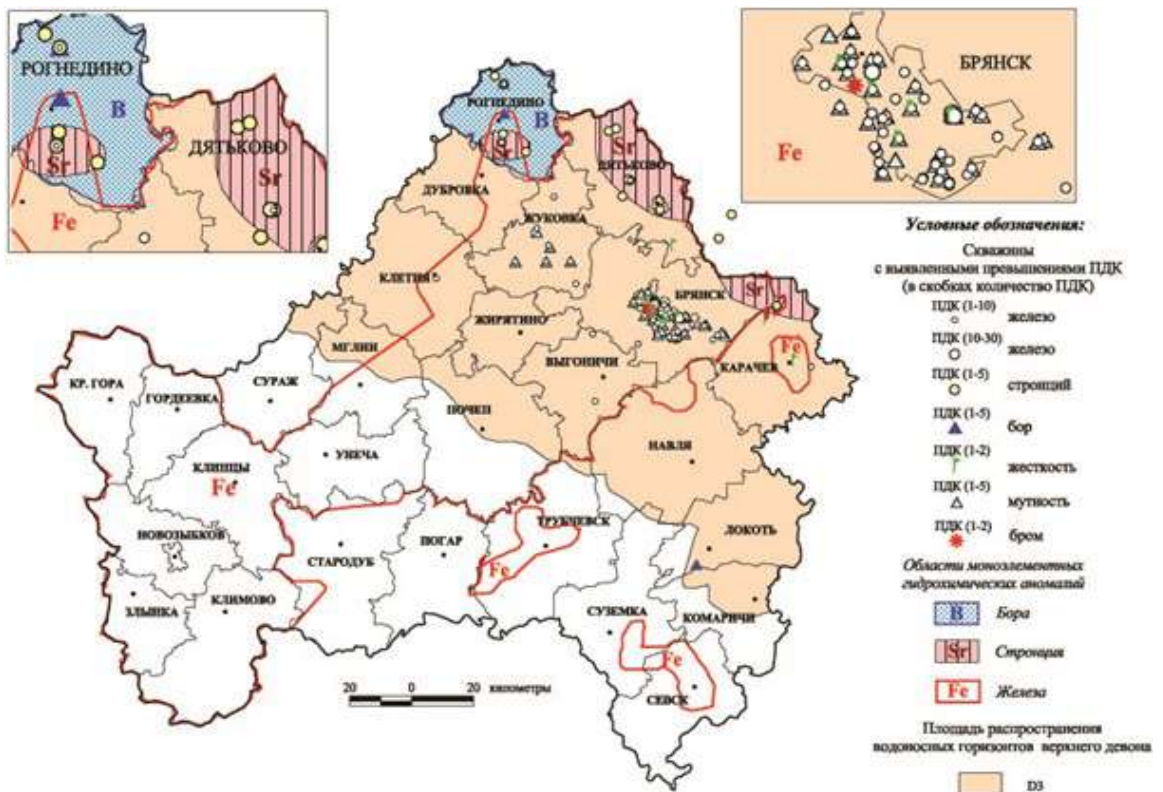 РОГНЕДИНО
B
ДЯТЬКОВО
Sr
Sr
Fe
БРЯНСК
Fe
РОГНЕДИНО
B
Sr
Sr
ДЯТЬКОВО
ДУБРОВКА
ЖУКОВКА
КЛЕТНЯ
БРЯНСК
Sr
ЖИРЯТИНО
Fe
МГЛИН
ВЫГОНИЧИ
КАРАЧЕВ
КР. ГОРА
СУРАЖ
ГОРДЕЕВКА
ПОЧЕП
НАВЛЯ
УНЕЧА
КЛИНЦЫ
Fe
ТРУБЧЕВСК
ЛОКОТЬ
НОВОЗЫБКОВ
СТАРОДУБ
ПОГАР
Fe
ЗЛЫНКА
КЛИМОВО
СУЗЕМКА
КОМАРИЧИ
Fe
СЕВСК
20 0 20 километры
Условные обозначения:
Скважины
с выявленными превышениями ПДК
(в скобках количество ПДК)
ПДК (1-10)
железо
ПДК (10-30)
железо
ПДК (1-5)
стронций
ПДК (1-5)
бор
ПДК (1-2)
жесткость
ПДК (1-5)
мутность
ПДК (1-2)
бром
Области моноэлементных
гидрохимических аномалий
B Бора
Sr Стронция
Fe Железа
Площадь распространения
водоносных горизонтов верхнего девона
D3